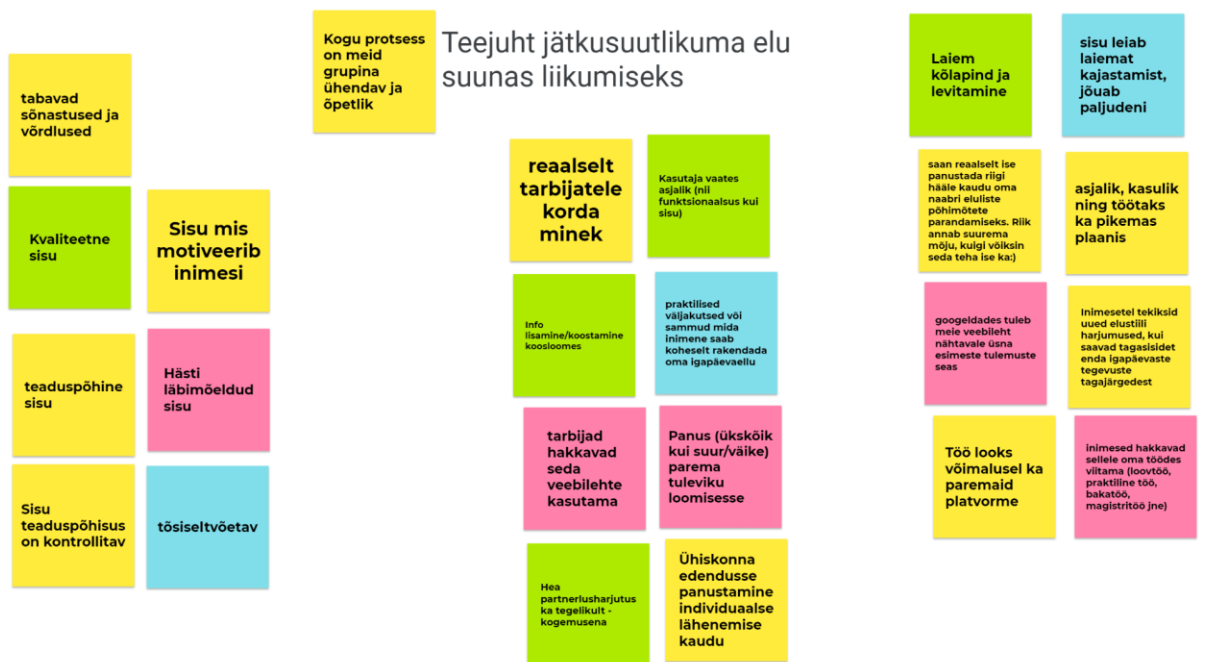 Teejuht jätkusuutlikuma elu
suunas liikumiseks
Kogu protsess
on meid
grupina
ühendav ja
õpetlik
tabavad
sõnastused ja
võrdlused
Kvaliteetne
sisu
Sisu mis
motiveerib
inimesi
teaduspõhine
sisu
Hästi
läbimõeldud
sisu
Sisu
teaduspõhisus
on kontrollitav
tõsiseltvõetav
reaalselt
tarbijatele
korda
minek
Kasutaja vaates
asjalik (nii
funktsionaalsus kui
sisu)
Info
lisamine/koostamine
koosloomes
praktilised
väljakutsed või
sammud mida
inimene saab
koheselt rakendada
oma igapäevaellu
tarbijad
hakkavad
seda
veebilehte
kasutama
Panus (ükskõik
kui suur/väike)
parema
tuleviku
loomisesse
Hea
partnerlusharjutus
ka tegelikult -
kogemusena
Ühiskonna
edendusse
panustamine
individuaalse
lähenemise
kaudu
Laiem
kõlapind ja
levitamine
sisu leiab
laiemat
kajastamist,
jõuab
paljudeni
saan reaalselt ise
panustada riigi
hääle kaudu oma
naabri eluliste
põhimõtete
parandamiseks. Riik
annab suurema
mõju, kuigi võiksin
seda teha ise ka:)
asjalik, kasulik
ning töötaks
ka pikemas
plaanis
googeldades tuleb
meie veebileht
nähtavale üsna
esimeste tulemuste
seas
Inimesetel tekiksid
uued elustiili
harjumused, kui
saavad tagasisidet
enda igapäevaste
tegevuste
tagajärgedest
Töö looks
võimalusel ka
paremaid
platvorme
inimesed hakkavad
sellele oma töödes
viitama (loovtöö,
praktiline töö,
bakatöö,
magistritöö jne)